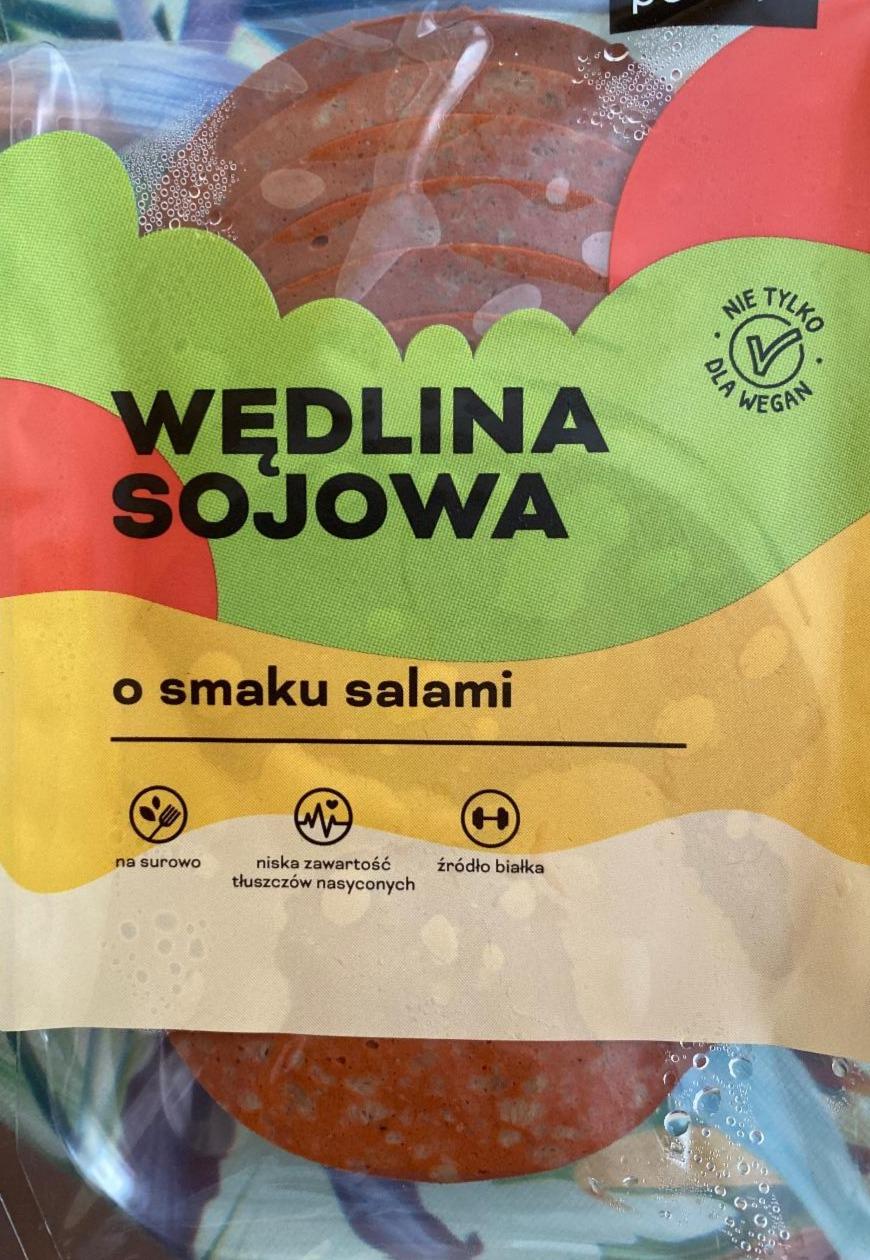 NIE TYLKO
DLA WEGAN
WĘDLINA
SOJOWA
o smaku salami
na surowo
niska zawartość
tłuszczów nasyconych
źródło białka